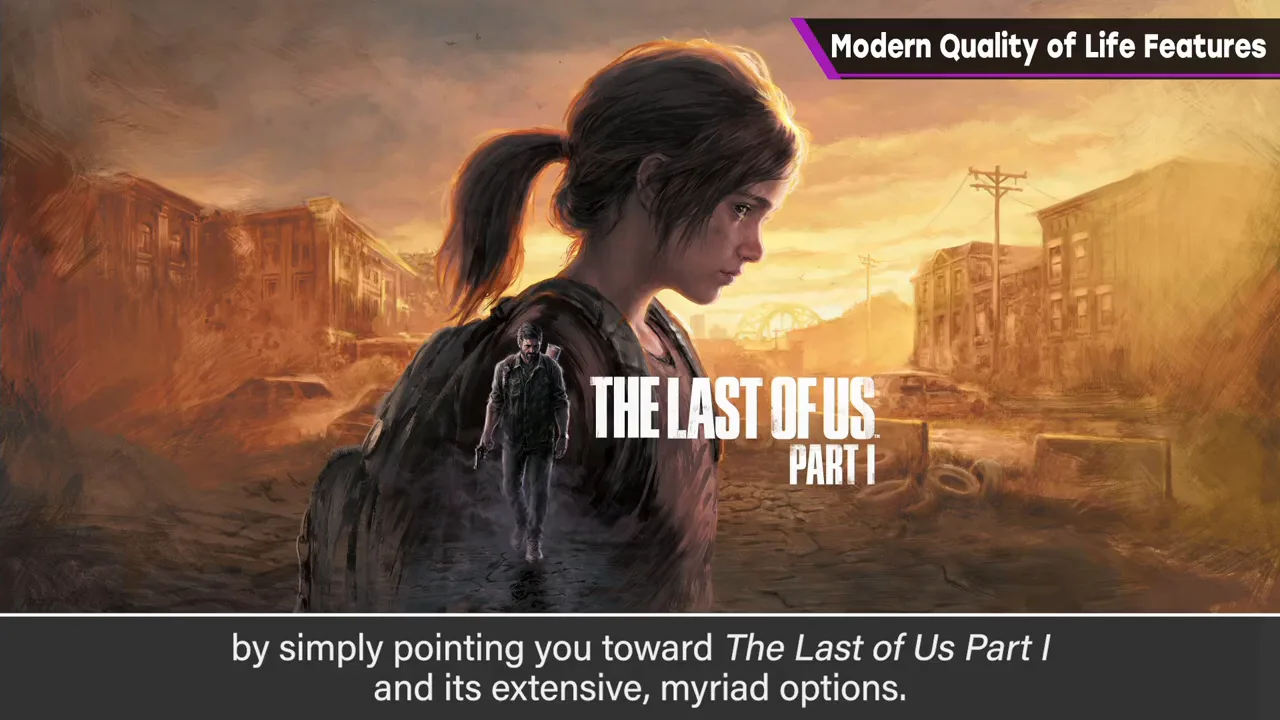 Modern Quality of Life Features
THE LAST OF US
PART I
by simply pointing you toward The Last of Us Part I
and its extensive, myriad options.